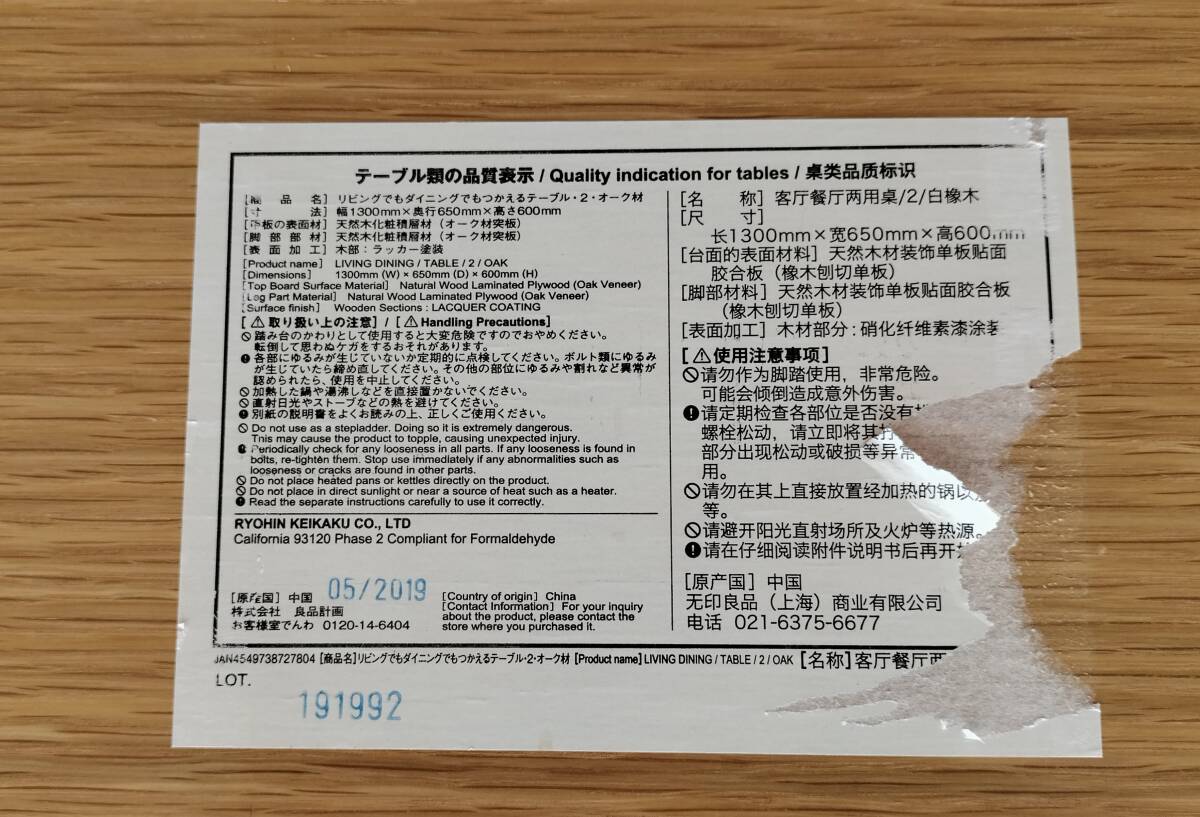 テーブル類の品質表示 / Quality indication for tables / 桌类品质标识
[商 品 名] リビングでもダイニングでもつかえるテーブル・2・オーク材
[寸 法] 幅1300mm×奥行650mm×高さ600mm
[甲板の表面材] 天然木化粧積層材（オーク材突板）
[脚 部 部 材] 天然木化粧積層材（オーク材突板）
[表 面 加 工] 木部：ラッカー塗装
[Product name] LIVING DINING / TABLE / 2 / OAK
[Dimensions] 1300mm (W) × 650mm (D) × 600mm (H)
[Top Board Surface Material] Natural Wood Laminated Plywood (Oak Veneer)
[Leg Part Material] Natural Wood Laminated Plywood (Oak Veneer)
[Surface finish] Wooden Sections : LACQUER COATING
[⚠取り扱い上の注意] / [⚠Handling Precautions]
踏み台のかわりとして使用すると大変危険ですのでおやめください。
転倒して思わぬケガをするおそれがあります。
各部にゆるみが生じていないか定期的に点検してください。ボルト類にゆるみ
が生じていたら締め直してください。その他の部位にゆるみや割れなど異常が
認められたら、使用を中止してください。
加熱した鍋や湯沸しなどを直接置かないでください。
直射日光やストーブなどの熱を避けてください。
別紙の説明書をよくお読みの上、正しくご使用ください。
Do not use as a stepladder. Doing so it is extremely dangerous.
This may cause the product to topple, causing unexpected injury.
Periodically check for any looseness in all parts. If any looseness is found in
bolts, re-tighten them. Stop use immediately if any abnormalities such as
looseness or cracks are found in other parts.
Do not place heated pans or kettles directly on the product.
Do not place in direct sunlight or near a source of heat such as a heater.
Read the separate instructions carefully to use it correctly.
RYOHIN KEIKAKU CO., LTD
California 93120 Phase 2 Compliant for Formaldehyde
05/2019
[原産国] 中国
株式会社 良品計画
お客様室でんわ 0120-14-6404
[Country of origin] China
[Contact Information] For your inquiry
about the product, please contact the
store where you purchased it.
[名 称] 客厅餐厅两用桌/2/白橡木
[尺 寸]
长1300mm×宽650mm×高600mm
[台面的表面材料] 天然木材装饰单板贴面
胶合板（橡木刨切单板）
[脚部材料] 天然木材装饰单板贴面胶合板
（橡木刨切单板）
[表面加工] 木材部分：硝化纤维素漆涂
[⚠使用注意事项]
请勿作为脚踏使用，非常危险。
可能会倾倒造成意外伤害。
请定期检查各部位是否没有
螺栓松动，请立即将其
部分出现松动或破损等异常
用。
请勿在其上直接放置经加热的锅以
等。
请避开阳光直射场所及火炉等热源。
请在仔细阅读附件说明书后再开
[原产国] 中国
无印良品（上海）商业有限公司
电话 021-6375-6677
JAN4549738727804 [商品名]リビングでもダイニングでもつかえるテーブル・2・オーク材 [Product name] LIVING DINING / TABLE / 2 / OAK [名称]客厅餐厅两
LOT.
191992